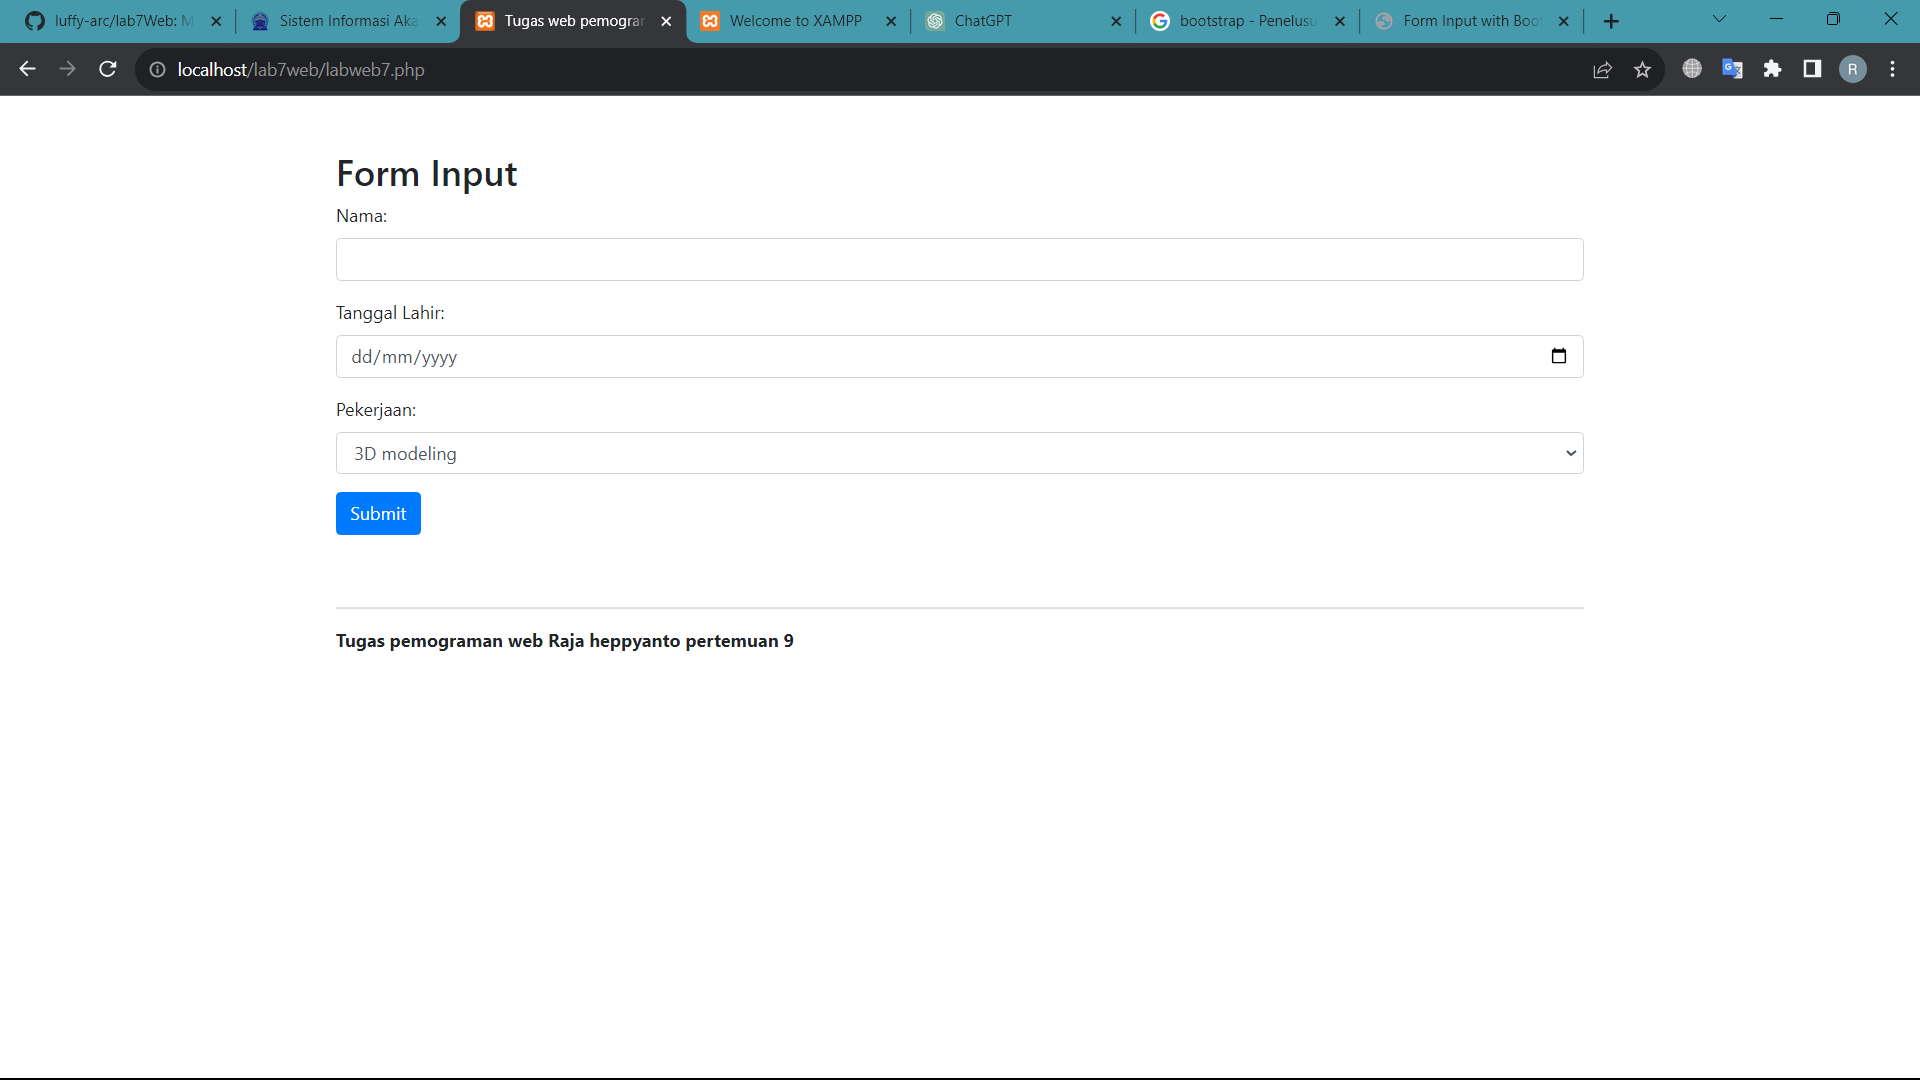 luffy-arc/lab7Web: M
Sistem Informasi Aka
Tugas web pemogram
Welcome to XAMPP
ChatGPT
bootstrap - Penelusu
Form Input with Boot
localhost/lab7web/labweb7.php
R
Form Input
Nama:
Tanggal Lahir:
dd/mm/yyyy
Pekerjaan:
3D modeling
Submit
Tugas pemograman web Raja heppyanto pertemuan 9